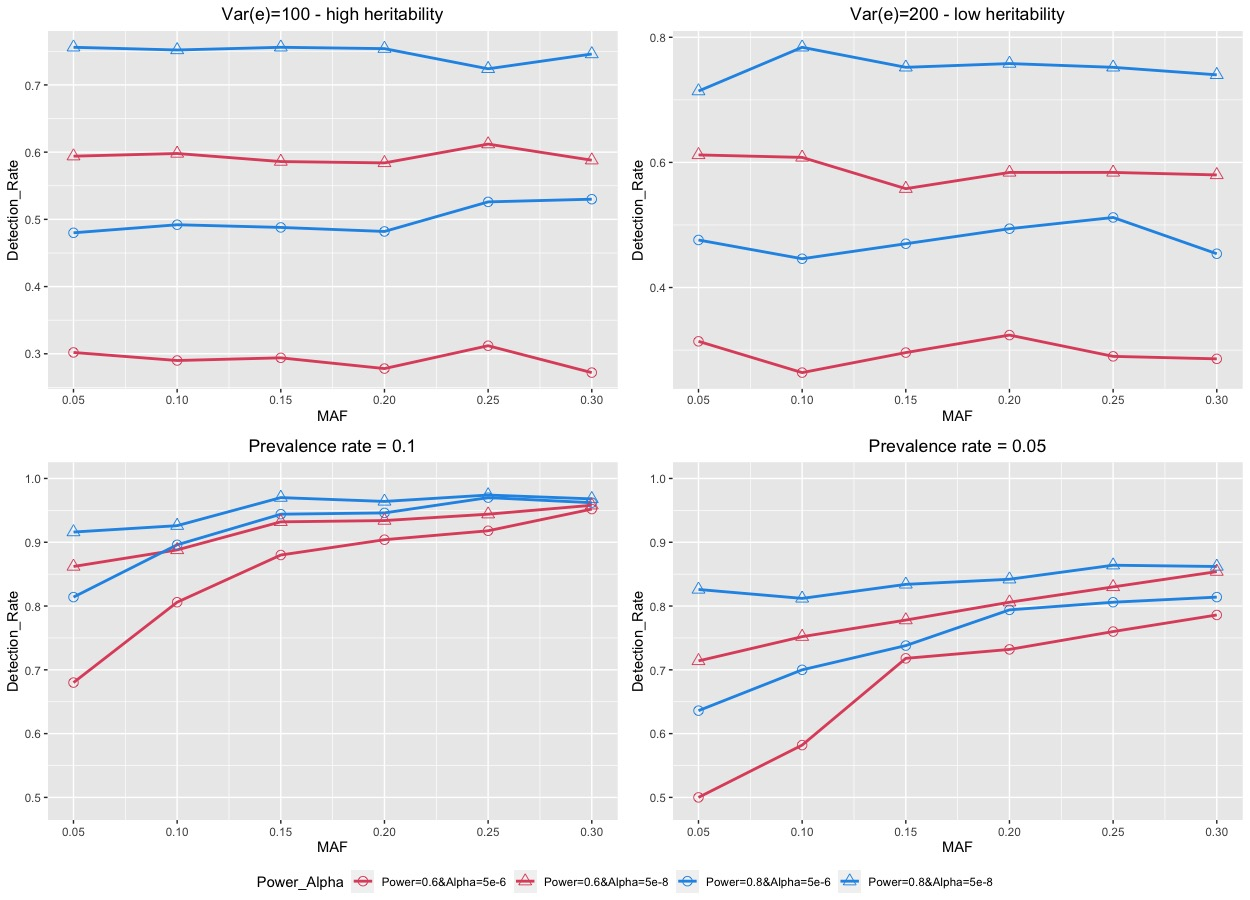 Var(e)=100 - high heritability
Detection_Rate
0.7
0.6
0.5
0.4
0.3
0.05 0.10 0.15 0.20 0.25 0.30
MAF
Var(e)=200 - low heritability
Detection_Rate
0.8
0.6
0.4
0.05 0.10 0.15 0.20 0.25 0.30
MAF
Prevalence rate = 0.1
Detection_Rate
1.0
0.9
0.8
0.7
0.6
0.5
0.05 0.10 0.15 0.20 0.25 0.30
MAF
Prevalence rate = 0.05
Detection_Rate
1.0
0.9
0.8
0.7
0.6
0.5
0.05 0.10 0.15 0.20 0.25 0.30
MAF
Power_Alpha Power=0.6&Alpha=5e-6 Power=0.6&Alpha=5e-8 Power=0.8&Alpha=5e-6 Power=0.8&Alpha=5e-8